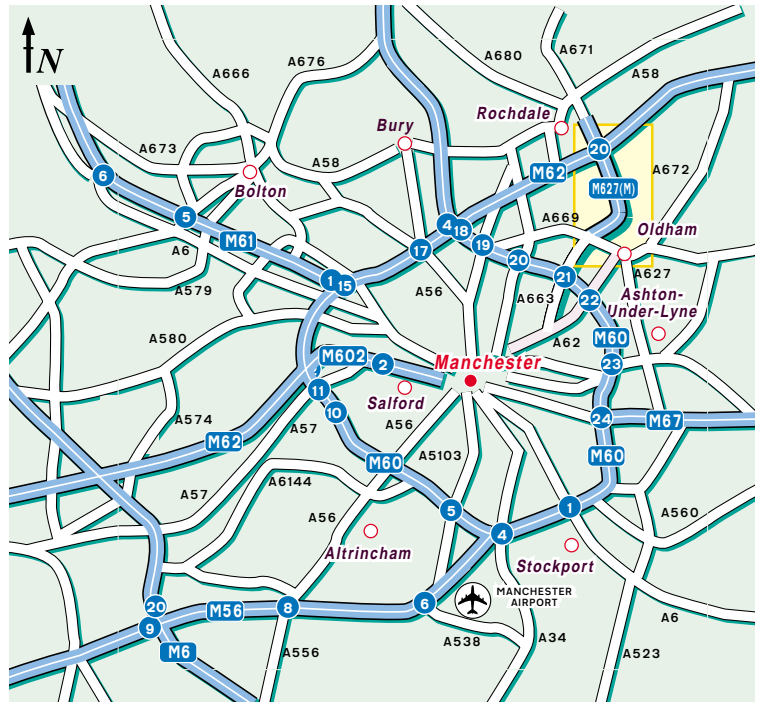 N
A676
A680
A671
A666
A58
Rochdale
Bury
20
A673
M62
A58
A672
6
M627(M)
Bolton
5
4
A669
18
Oldham
M61
17
19
A6
20
1
15
21
A627
A579
A56
A663
22
Ashton-
Under-Lyne
A580
A62
M60
M602
Manchester
2
23
11
Salford
10
A574
A56
24
M67
M62
A57
M60
A5103
M60
A6144
A57
5
1
A56
A560
4
Altrincham
Stockport
MANCHESTER
AIRPORT
20
M56
8
6
A6
9
A538
A34
M6
A556
A523